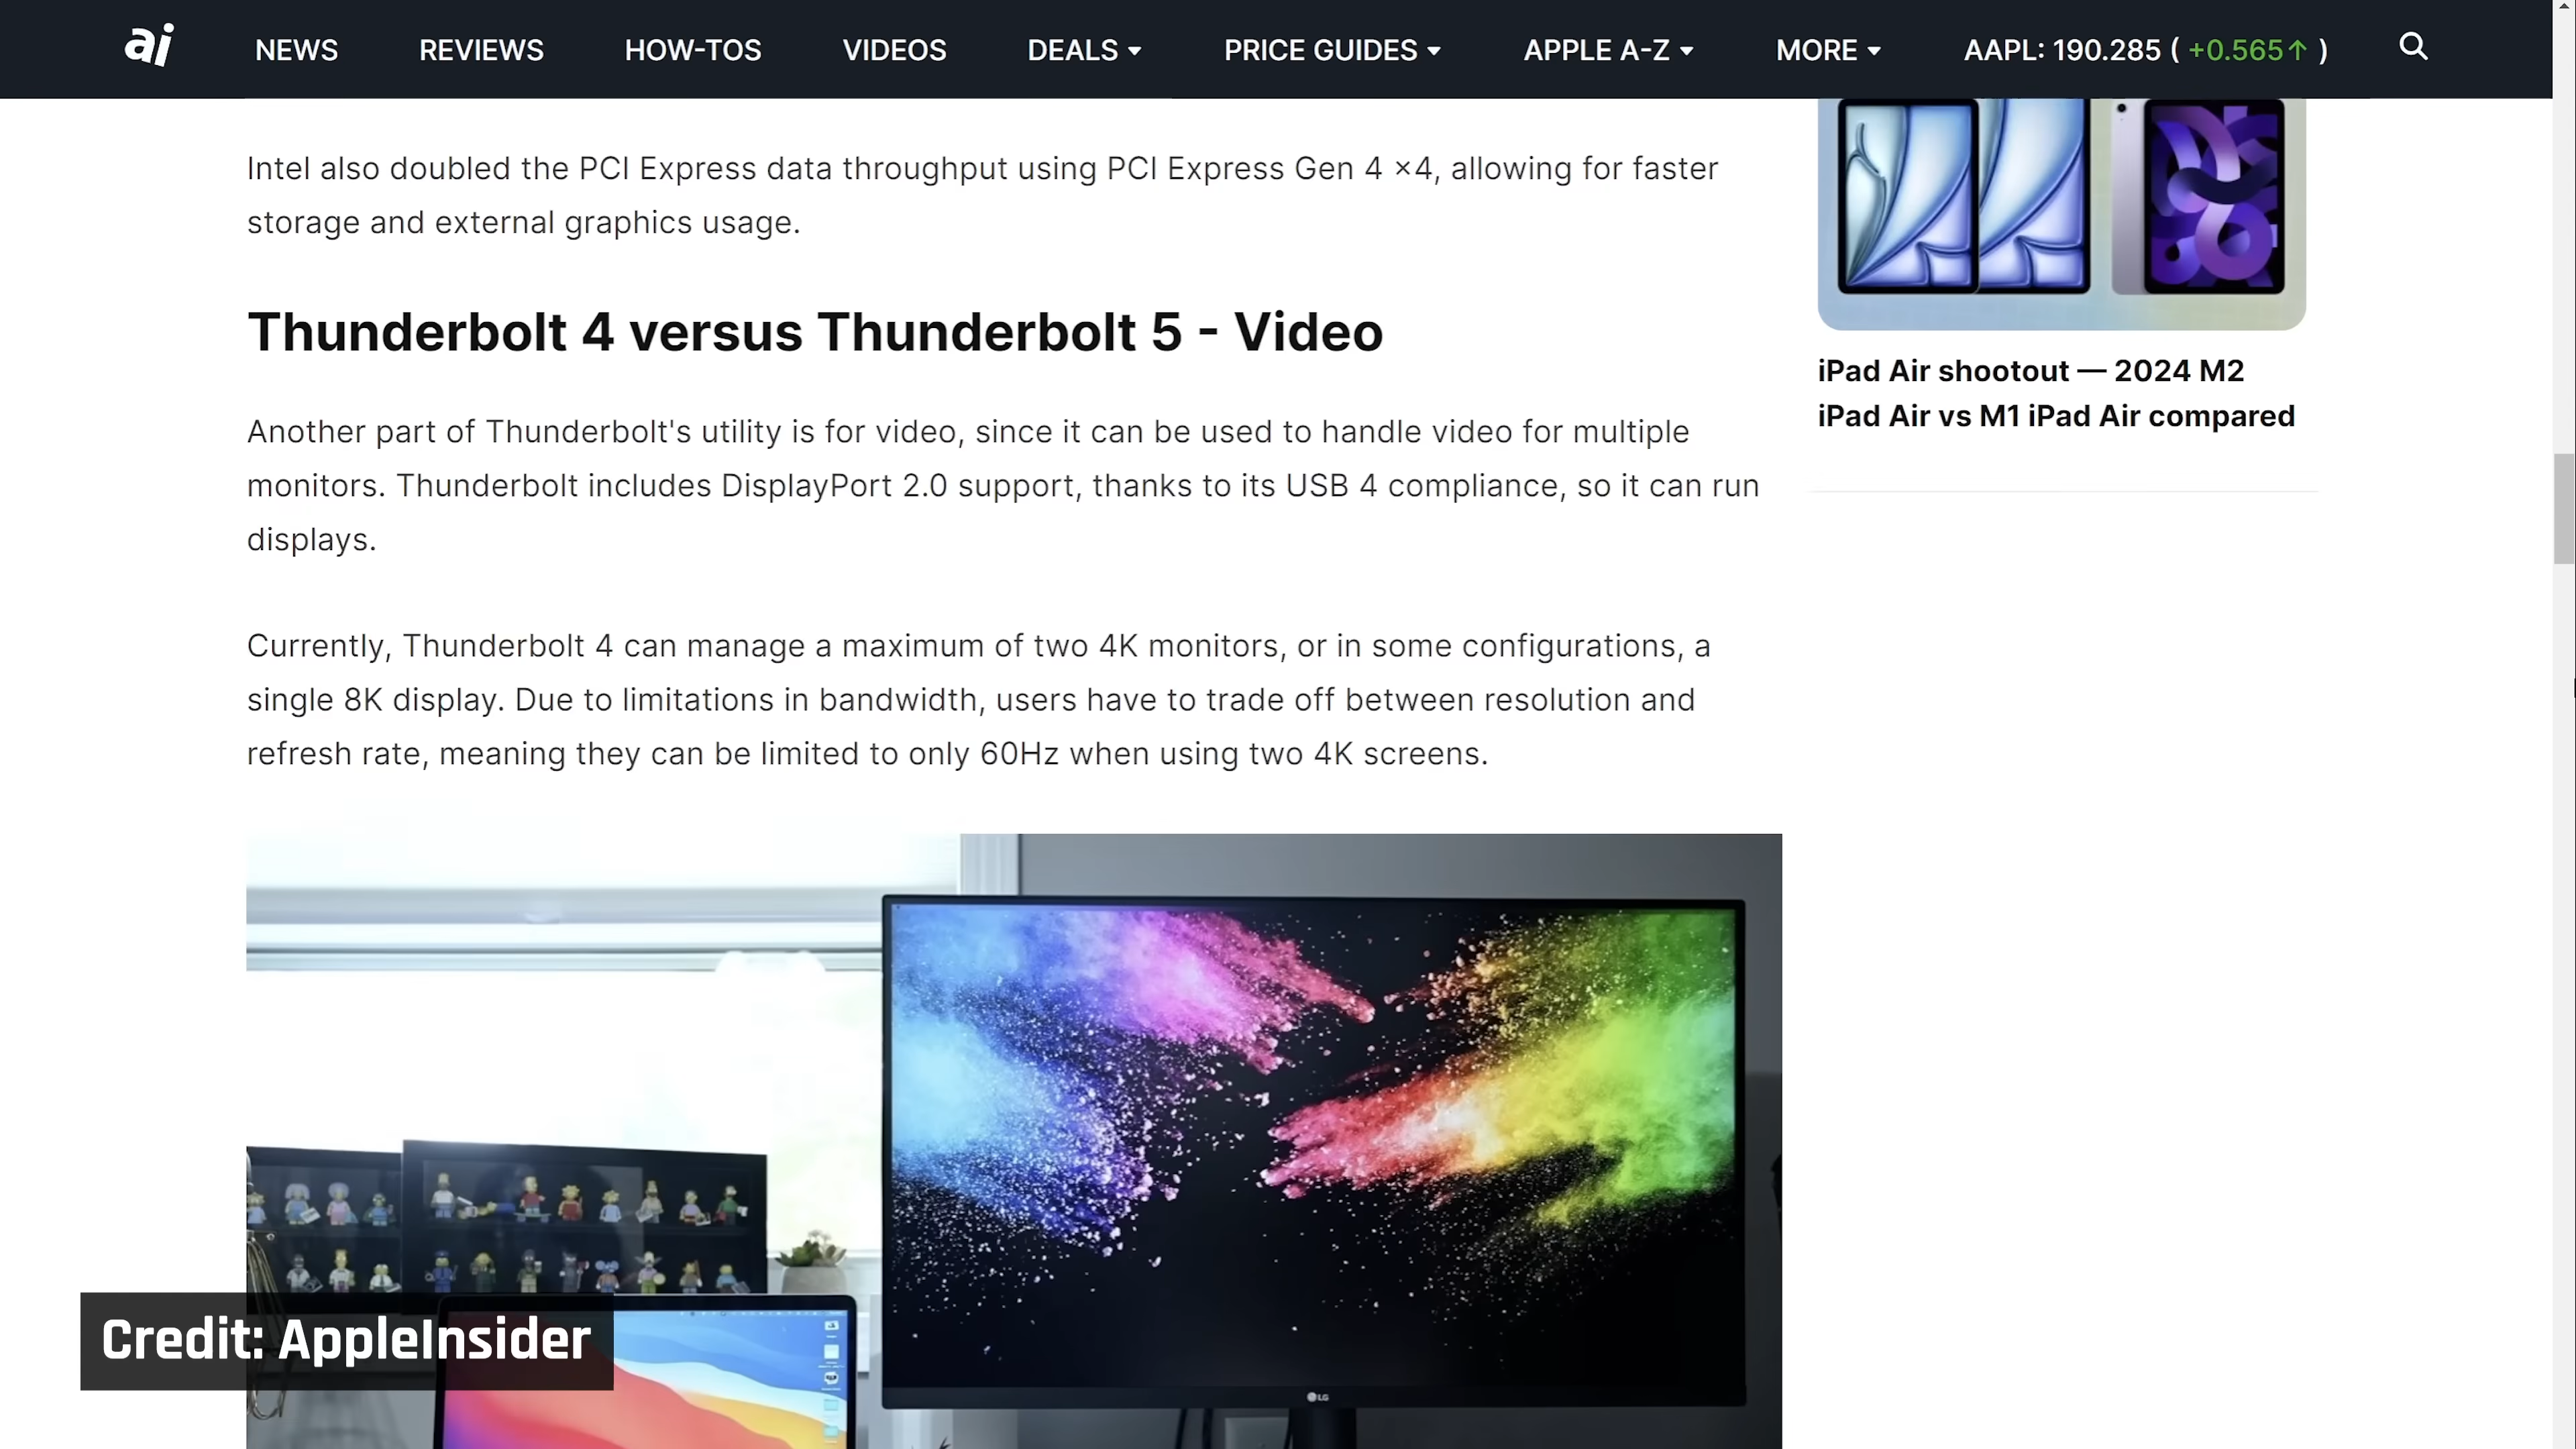 ai NEWS REVIEWS HOW-TOS VIDEOS DEALS PRICE GUIDES APPLE A-Z MORE AAPL: 190.285 ( +0.565↑ )
Intel also doubled the PCI Express data throughput using PCI Express Gen 4 ×4, allowing for faster
storage and external graphics usage.
Thunderbolt 4 versus Thunderbolt 5 - Video
Another part of Thunderbolt's utility is for video, since it can be used to handle video for multiple
monitors. Thunderbolt includes DisplayPort 2.0 support, thanks to its USB 4 compliance, so it can run
displays.
Currently, Thunderbolt 4 can manage a maximum of two 4K monitors, or in some configurations, a
single 8K display. Due to limitations in bandwidth, users have to trade off between resolution and
refresh rate, meaning they can be limited to only 60Hz when using two 4K screens.
iPad Air shootout — 2024 M2
iPad Air vs M1 iPad Air compared
LG
Credit: AppleInsider